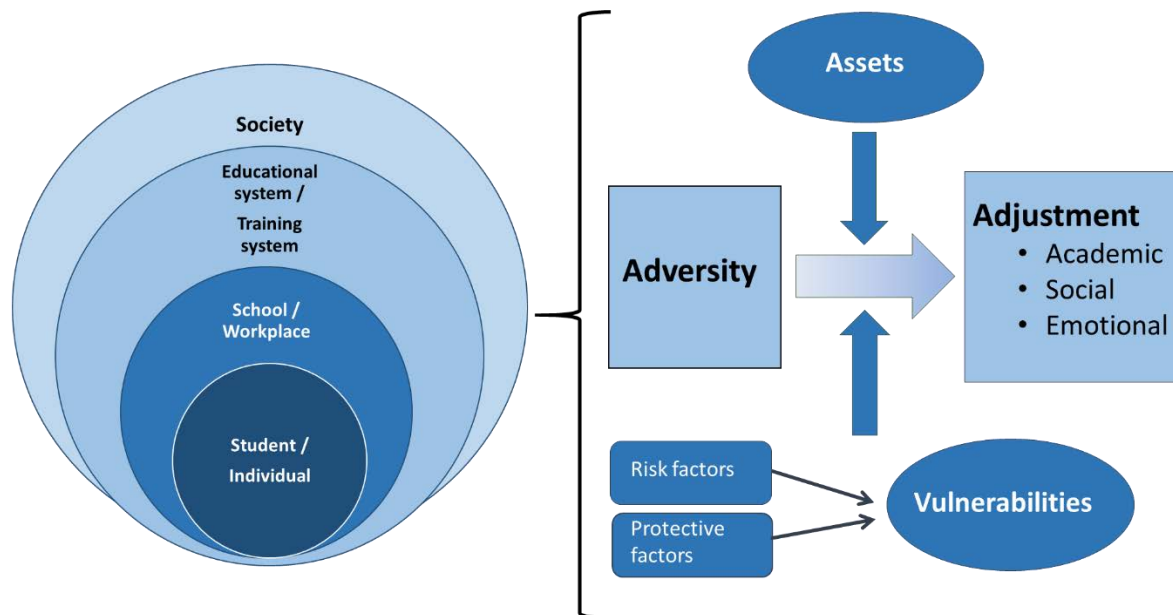 Society
Educational
system /
Training
system
School /
Workplace
Student /
Individual
Assets
Adversity
Adjustment
• Academic
• Social
• Emotional
Risk factors
Protective
factors
Vulnerabilities